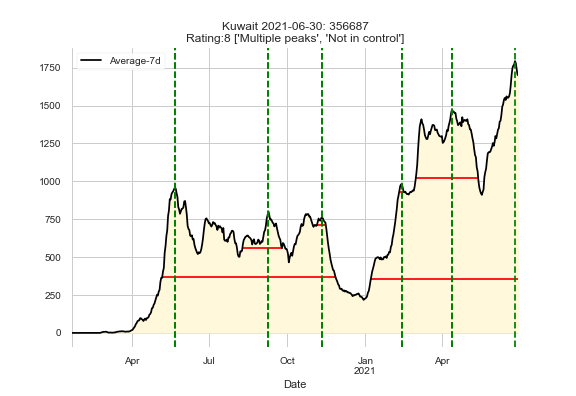 Kuwait 2021-06-30: 356687
Rating:8 ['Multiple peaks', 'Not in control']
Average-7d
1750
1500
1250
1000
750
500
250
0
Apr Jul Oct Jan Apr
2021
Date